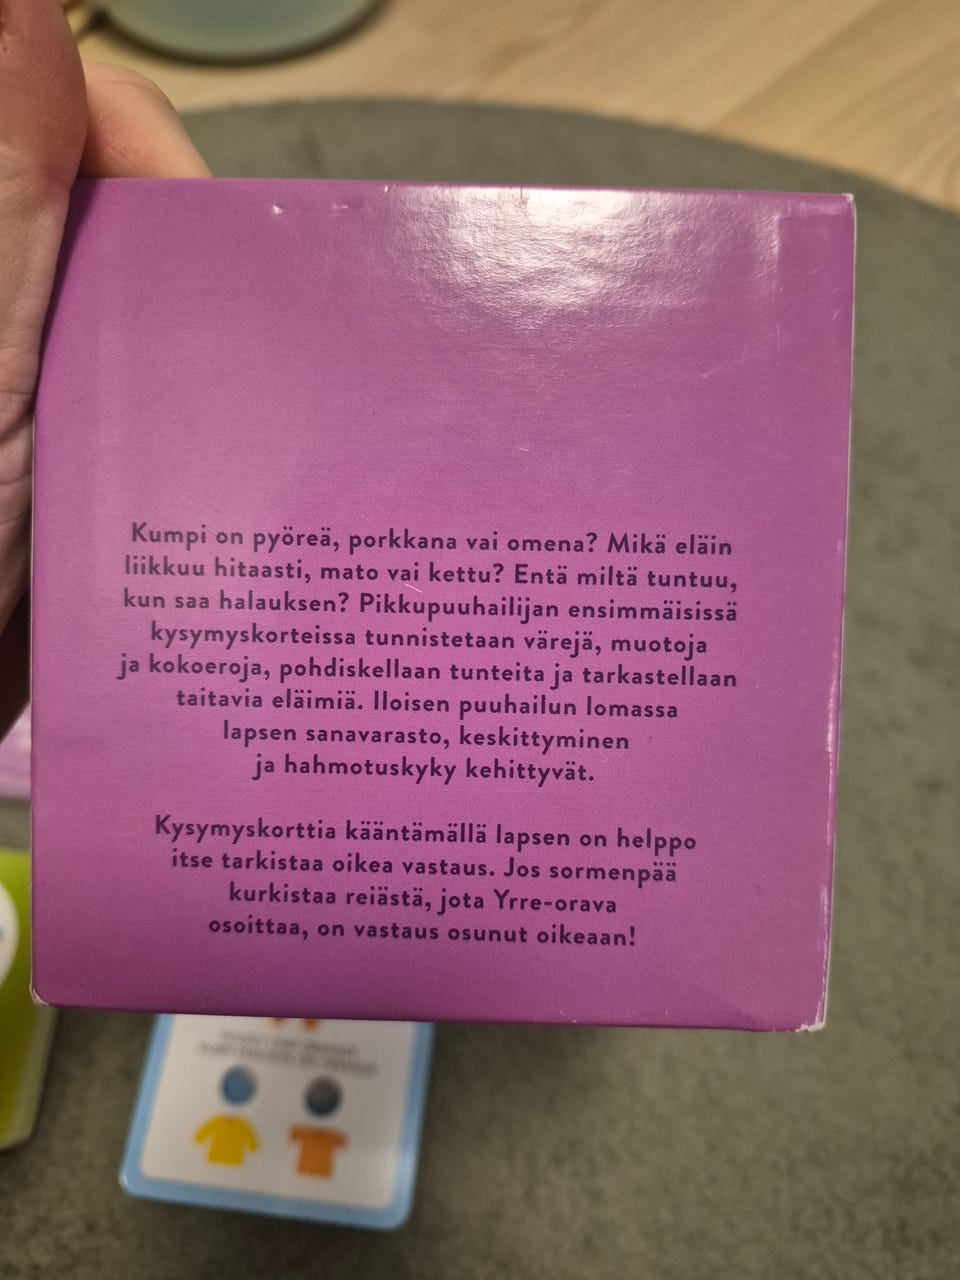 Kumpi on pyöreä, porkkana vai omena? Mikä eläin
liikkuu hitaasti, mato vai kettu? Entä miltä tuntuu,
kun saa halauksen? Pikkupuuhailijan ensimmäisissä
kysymyskorteissa tunnistetaan värejä, muotoja
ja kokoeroja, pohdiskellaan tunteita ja tarkastellaan
taitavia eläimiä. Iloisen puuhailun lomassa
lapsen sanavarasto, keskittyminen
ja hahmotuskyky kehittyvät.
Kysymyskorttia kääntämällä lapsen on helppo
itse tarkistaa oikea vastaus. Jos sormenpää
kurkistaa reiästä, jota Yrre-orava
osoittaa, on vastaus osunut oikeaan!